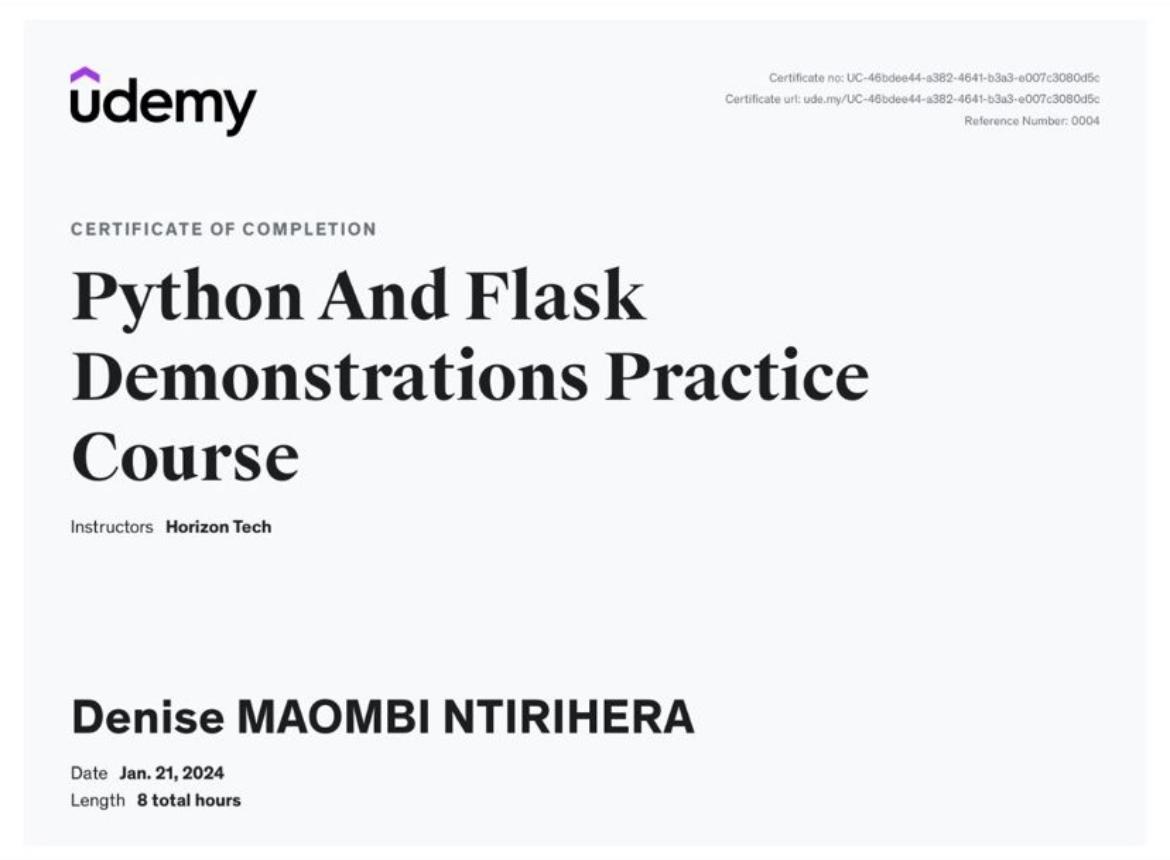 udemy
Certificate no: UC-46bdee44-a382-4641-b3a3-e007c3080d5c
Certificate url: ude.my/UC-46bdee44-a382-4641-b3a3-e007c3080d5c
Reference Number: 0004
CERTIFICATE OF COMPLETION
Python And Flask
Demonstrations Practice
Course
Instructors Horizon Tech
Denise MAOMBI NTIRIHERA
Date Jan. 21, 2024
Length 8 total hours